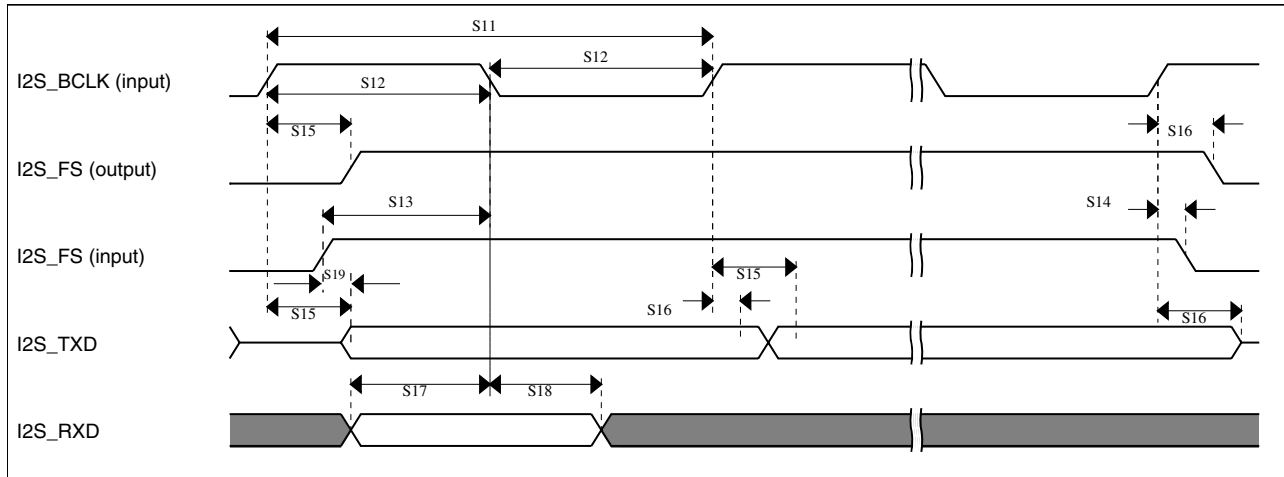 S11
S12
I2S_BCLK (input)
S12
S15
S16
I2S_FS (output)
S13
S14
I2S_FS (input)
S19
S15
S15
S16
S16
I2S_TXD
S17
S18
I2S_RXD